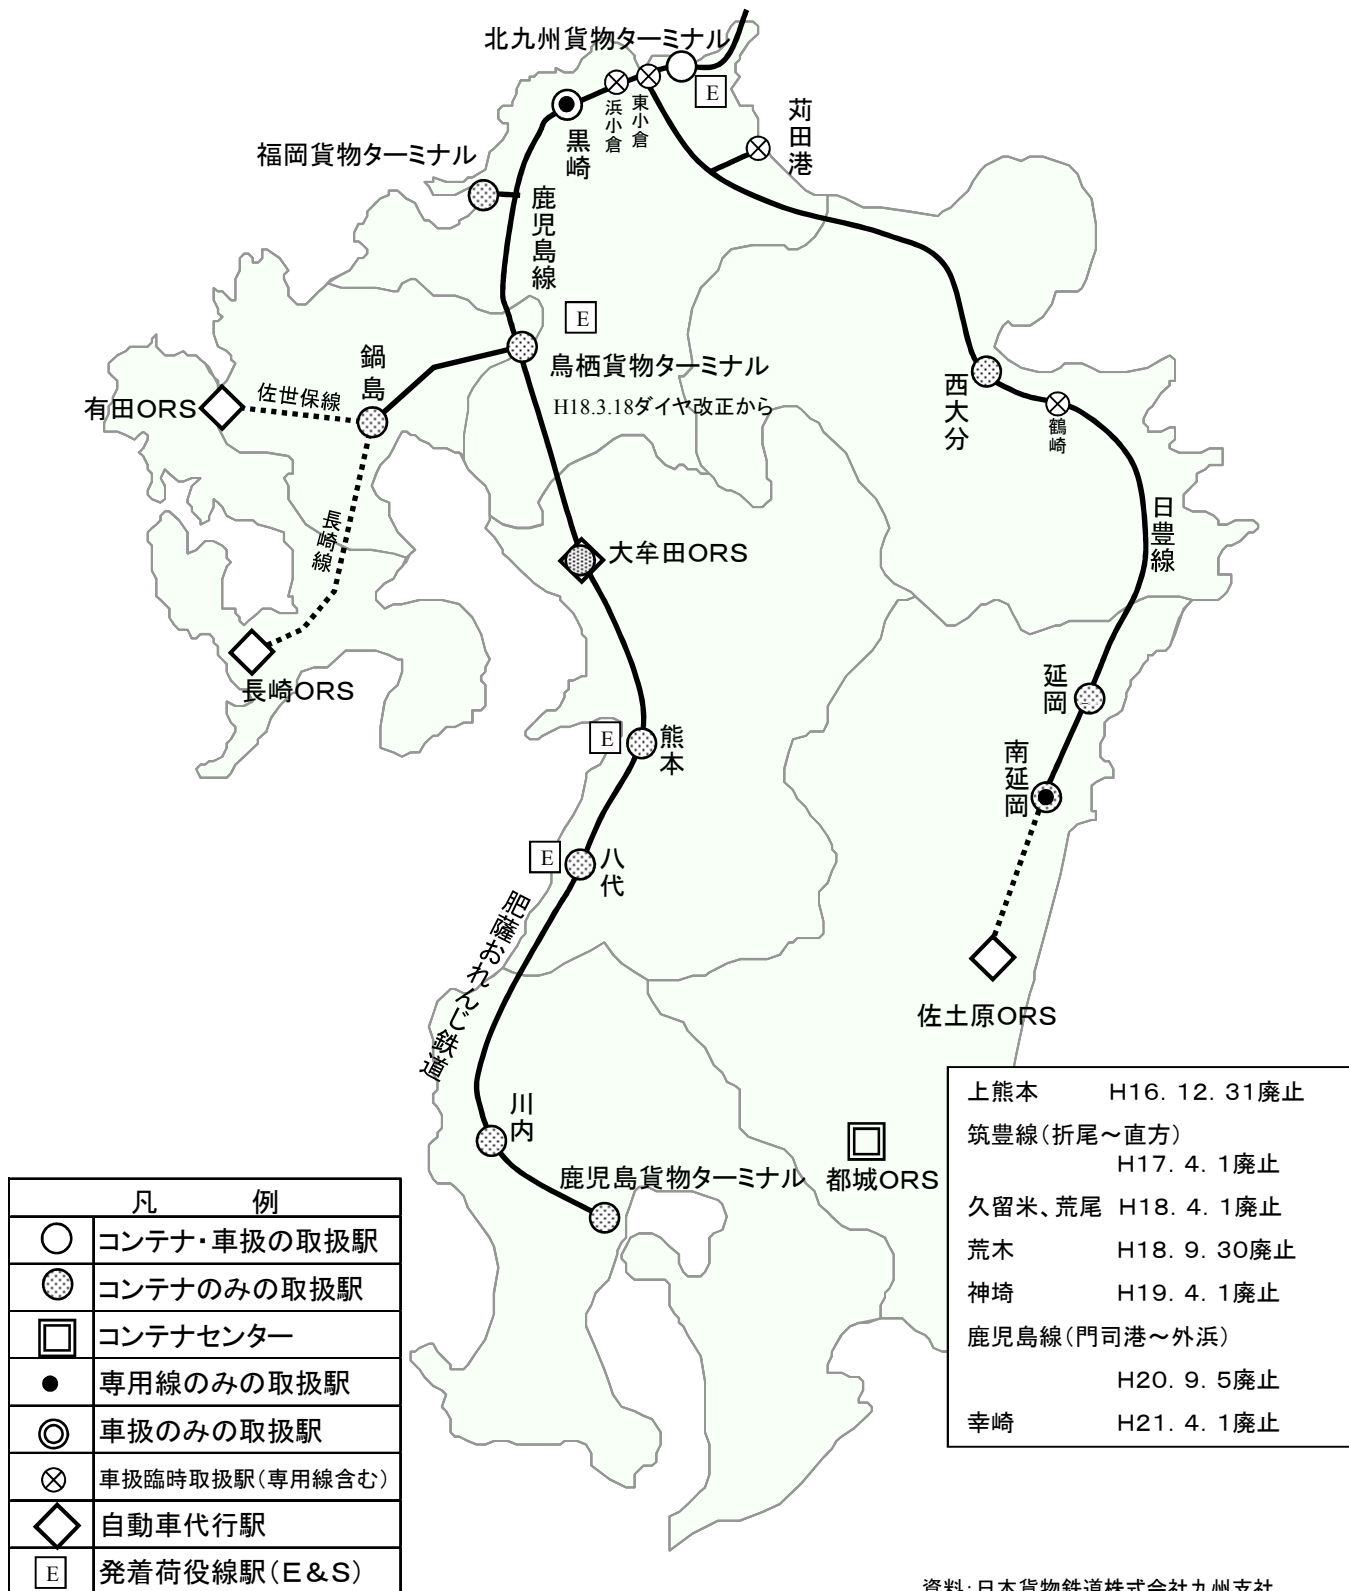 北九州貨物ターミナル
E
浜小倉
東小倉
黒崎
苅田港
福岡貨物ターミナル
鹿児島線
E
鍋島
鳥栖貨物ターミナル
H18.3.18ダイヤ改正から
有田ORS
佐世保線
西大分
鶴崎
長崎線
日豊線
大牟田ORS
長崎ORS
延岡
E
熊本
南延岡
E
八代
肥薩おれんじ鉄道
佐土原ORS
川内
鹿児島貨物ターミナル
都城ORS
上熊本 H16. 12. 31廃止
筑豊線(折尾～直方)
H17. 4. 1廃止
久留米、荒尾 H18. 4. 1廃止
荒木 H18. 9. 30廃止
神埼 H19. 4. 1廃止
鹿児島線(門司港～外浜)
H20. 9. 5廃止
幸崎 H21. 4. 1廃止
凡 例
コンテナ・車扱の取扱駅
コンテナのみの取扱駅
コンテナセンター
専用線のみの取扱駅
車扱のみの取扱駅
車扱臨時取扱駅(専用線含む)
自動車代行駅
E 発着荷役線駅(E&S)
資料:日本貨物鉄道株式会社九州支社